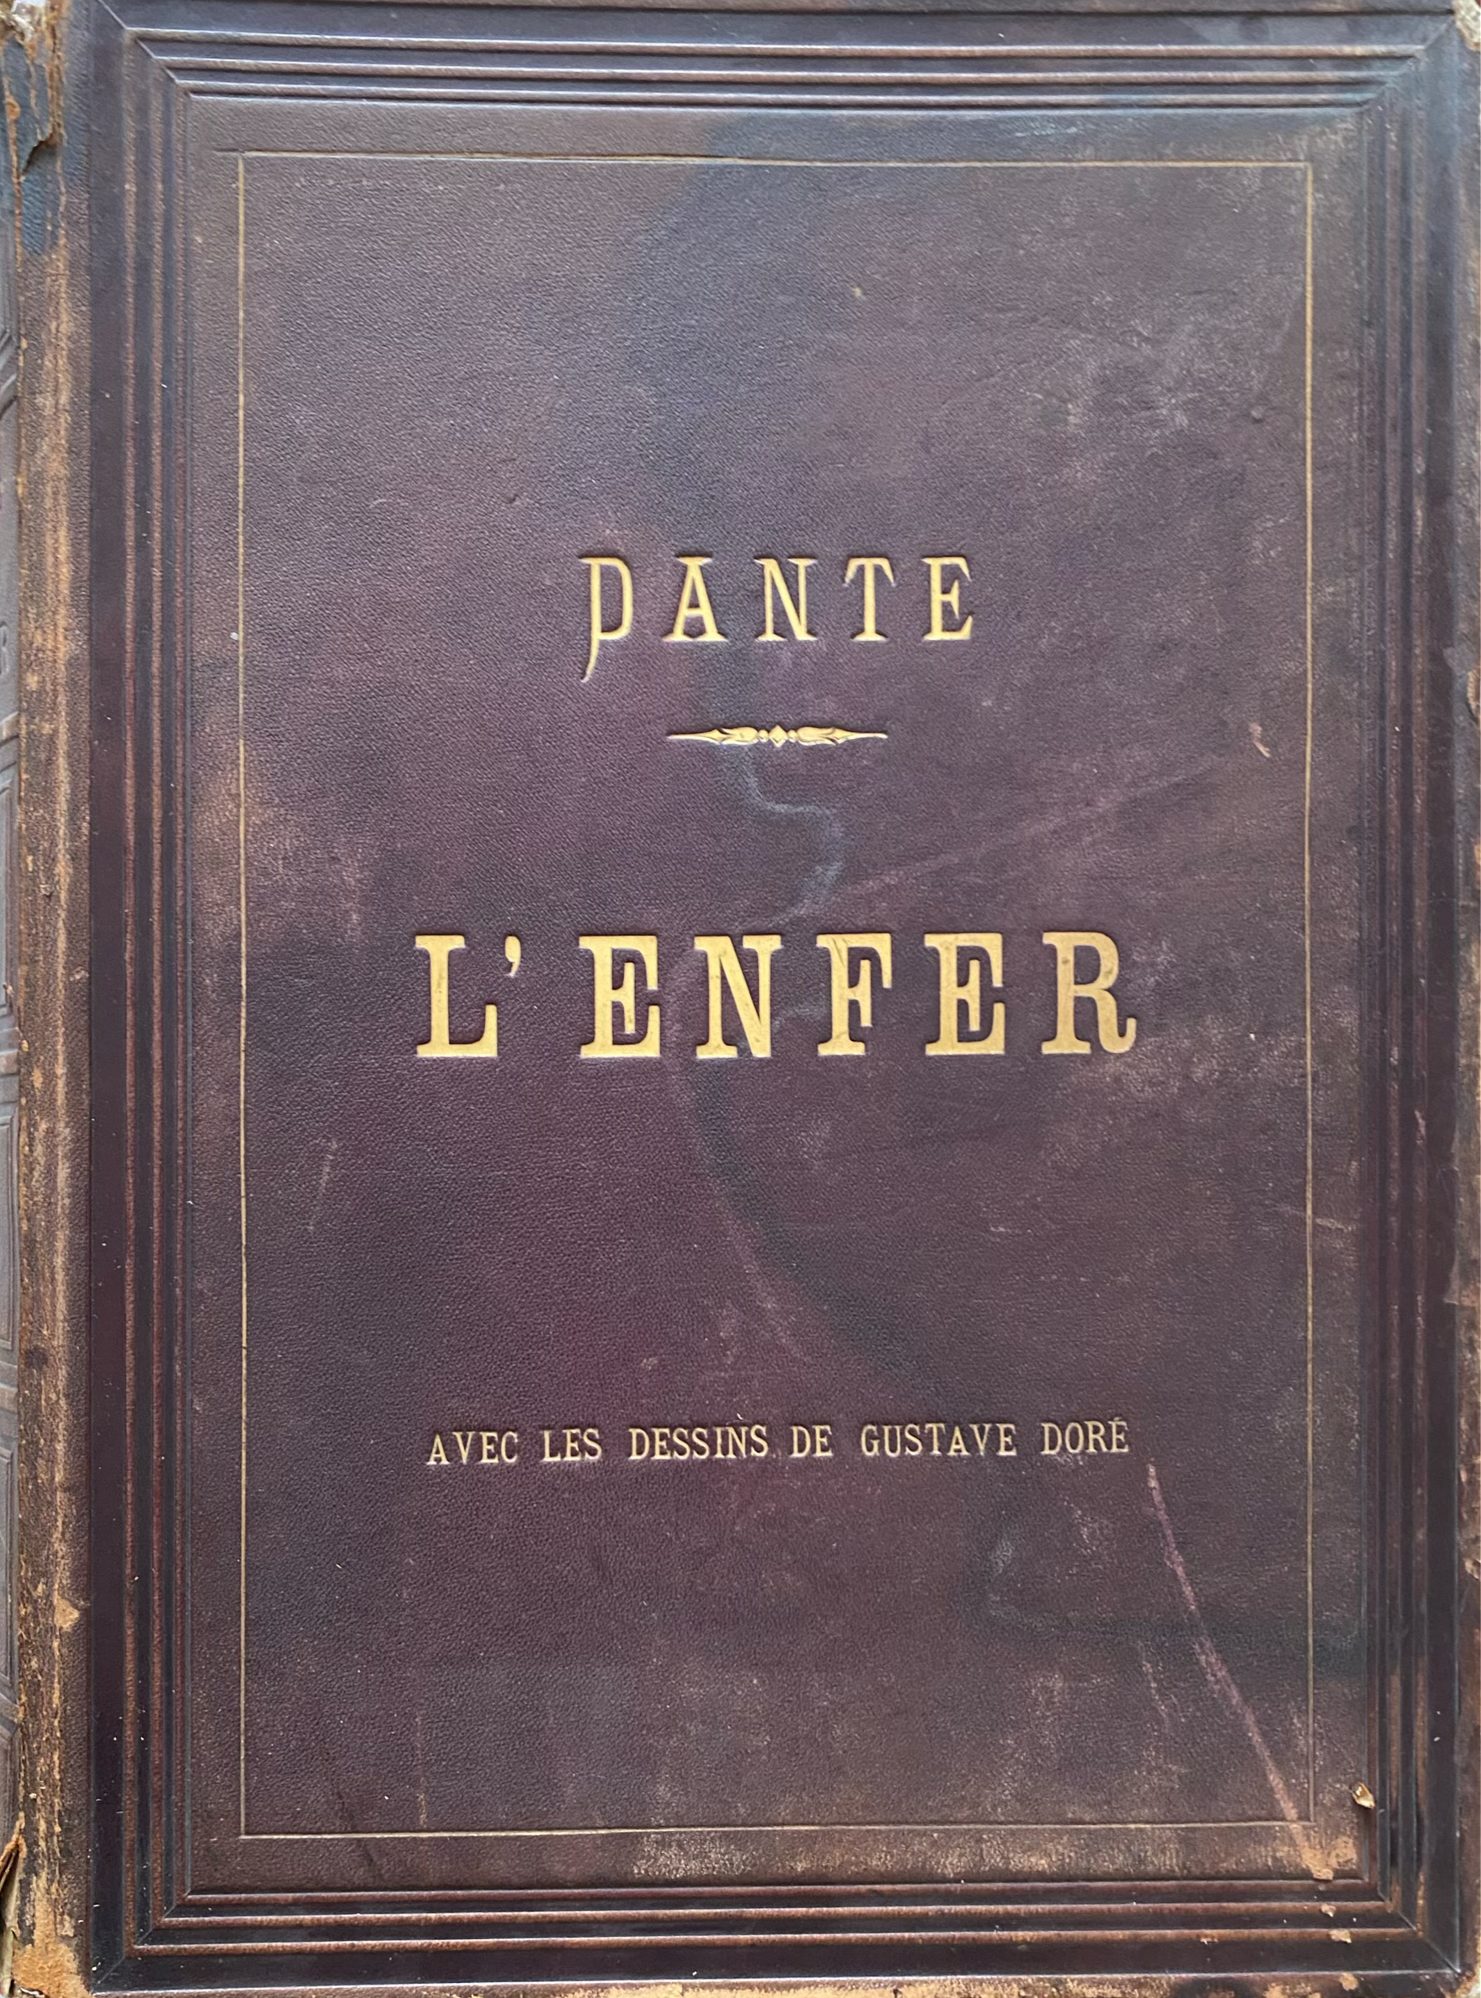 DANTE
L'ENFER
AVEC LES DESSINS DE GUSTAVE DORÉ